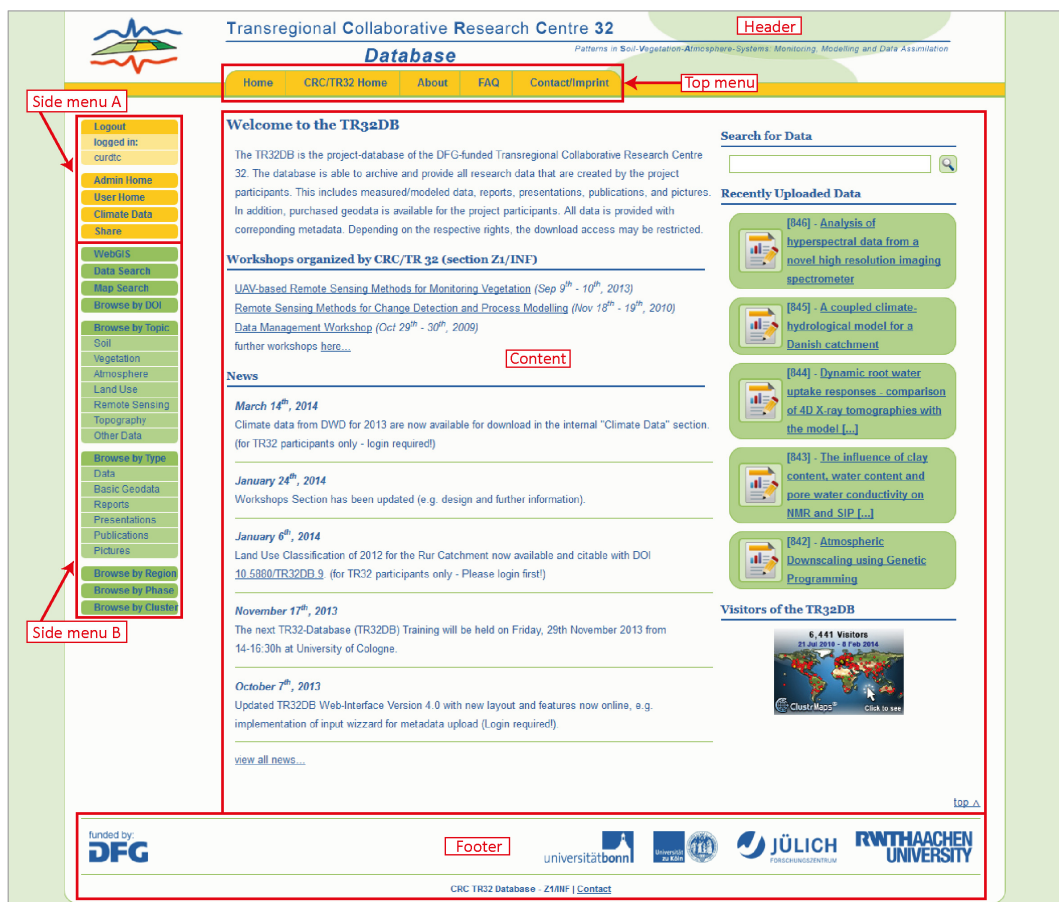 Transregional Collaborative Research Centre 32
Header
Database
Patterns in Soil-Vegetation-Atmosphere-Systems: Monitoring, Modelling and Data Assimilation
Home
CRC/TR32 Home
About
FAQ
Contact/Imprint
Top menu
Side menu A
Logout
logged in:
curdtc
Admin Home
User Home
Climate Data
Share
WebGIS
Data Search
Map Search
Browse by DOI
Browse by Topic
Soil
Vegetation
Atmosphere
Land Use
Remote Sensing
Topography
Other Data
Browse by Type
Data
Basic Geodata
Reports
Presentations
Publications
Pictures
Browse by Region
Browse by Phase
Browse by Cluster
Side menu B
Welcome to the TR32DB
The TR32DB is the project-database of the DFG-funded Transregional Collaborative Research Centre
32. The database is able to archive and provide all research data that are created by the project
participants. This includes measured/modeled data, reports, presentations, publications, and pictures.
In addition, purchased geodata is available for the project participants. All data is provided with
correponding metadata. Depending on the respective rights, the download access may be restricted.
Workshops organized by CRC/TR 32 (section Z1/INF)
UAV-based Remote Sensing Methods for Monitoring Vegetation (Sep 9th - 10th, 2013)
Remote Sensing Methods for Change Detection and Process Modelling (Nov 18th - 19th, 2010)
Data Management Workshop (Oct 29th - 30th, 2009)
further workshops here...
Content
News
March 14th, 2014
Climate data from DWD for 2013 are now available for download in the internal "Climate Data" section.
(for TR32 participants only - login required!)
January 24th, 2014
Workshops Section has been updated (e.g. design and further information).
January 6th, 2014
Land Use Classification of 2012 for the Rur Catchment now available and citable with DOI
10.5880/TR32DB.9. (for TR32 participants only - Please login first!)
November 17th, 2013
The next TR32-Database (TR32DB) Training will be held on Friday, 29th November 2013 from
14-16:30h at University of Cologne.
October 7th, 2013
Updated TR32DB Web-Interface Version 4.0 with new layout and features now online, e.g.
implementation of input wizzard for metadata upload (Login required!).
view all news...
Search for Data
Recently Uploaded Data
[846] - Analysis of
hyperspectral data from a
novel high resolution imaging
spectrometer
[845] - A coupled climate-
hydrological model for a
Danish catchment
[844] - Dynamic root water
uptake responses - comparison
of 4D X-ray tomographies with
the model [...]
[843] - The influence of clay
content, water content and
pore water conductivity on
NMR and SIP [...]
[842] - Atmospheric
Downscaling using Genetic
Programming
Visitors of the TR32DB
6,441 Visitors
21 Jul 2010 - 8 Feb 2014
ClustrMaps®
Click to see
top
funded by:
DFG
Footer
universitätbonn
Universität
zu Köln
JÜLICH
FORSCHUNGSZENTRUM
RWTHAACHEN
UNIVERSITY
CRC TR32 Database - Z1/INF | Contact